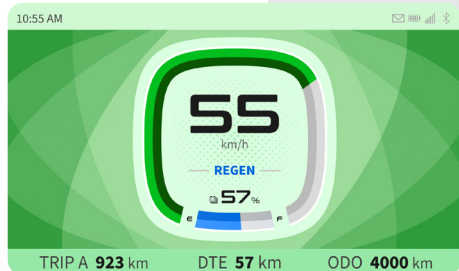 10:55 AM
55
km/h
REGEN
57%
E F
TRIP A 923 km DTE 57 km ODO 4000 km